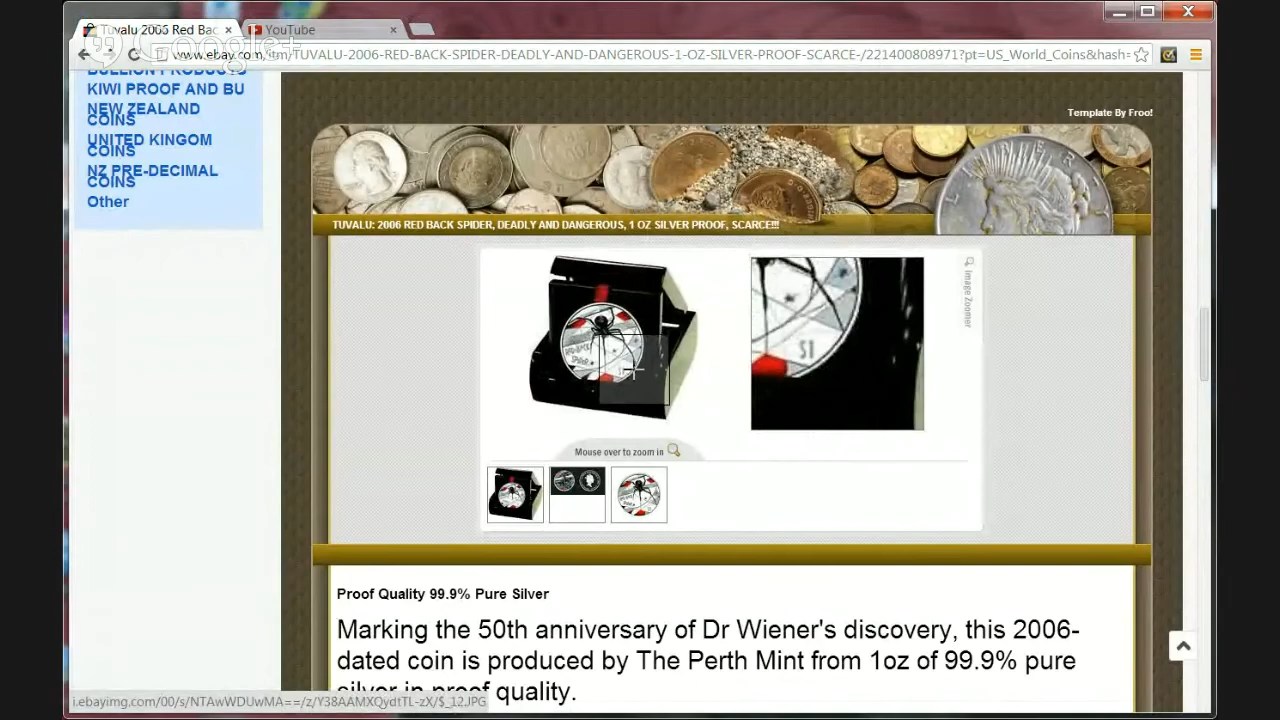 Tuvalu 2006 Red Bac
YouTube
Google+
www.ebay.com/itm/TUVALU-2006-RED-BACK-SPIDER-DEADLY-AND-DANGEROUS-1-OZ-SILVER-PROOF-SCARCE-/221400808971?pt=US_World_Coins&hash=
BULLION PRODUCTS
KIWI PROOF AND BU
NEW ZEALAND
COINS
UNITED KINGOM
COINS
NZ PRE-DECIMAL
COINS
Other
Template By Froo!
TUVALU: 2006 RED BACK SPIDER, DEADLY AND DANGEROUS, 1 OZ SILVER PROOF, SCARCE!!!
Image Zoomer
$1
Mouse over to zoom in
Proof Quality 99.9% Pure Silver
Marking the 50th anniversary of Dr Wiener's discovery, this 2006-
dated coin is produced by The Perth Mint from 1oz of 99.9% pure
silver in proof quality.
i.ebayimg.com/00/s/NTAwWDUwMA==/z/Y38AAMXQydtTL-zX/$_12.JPG